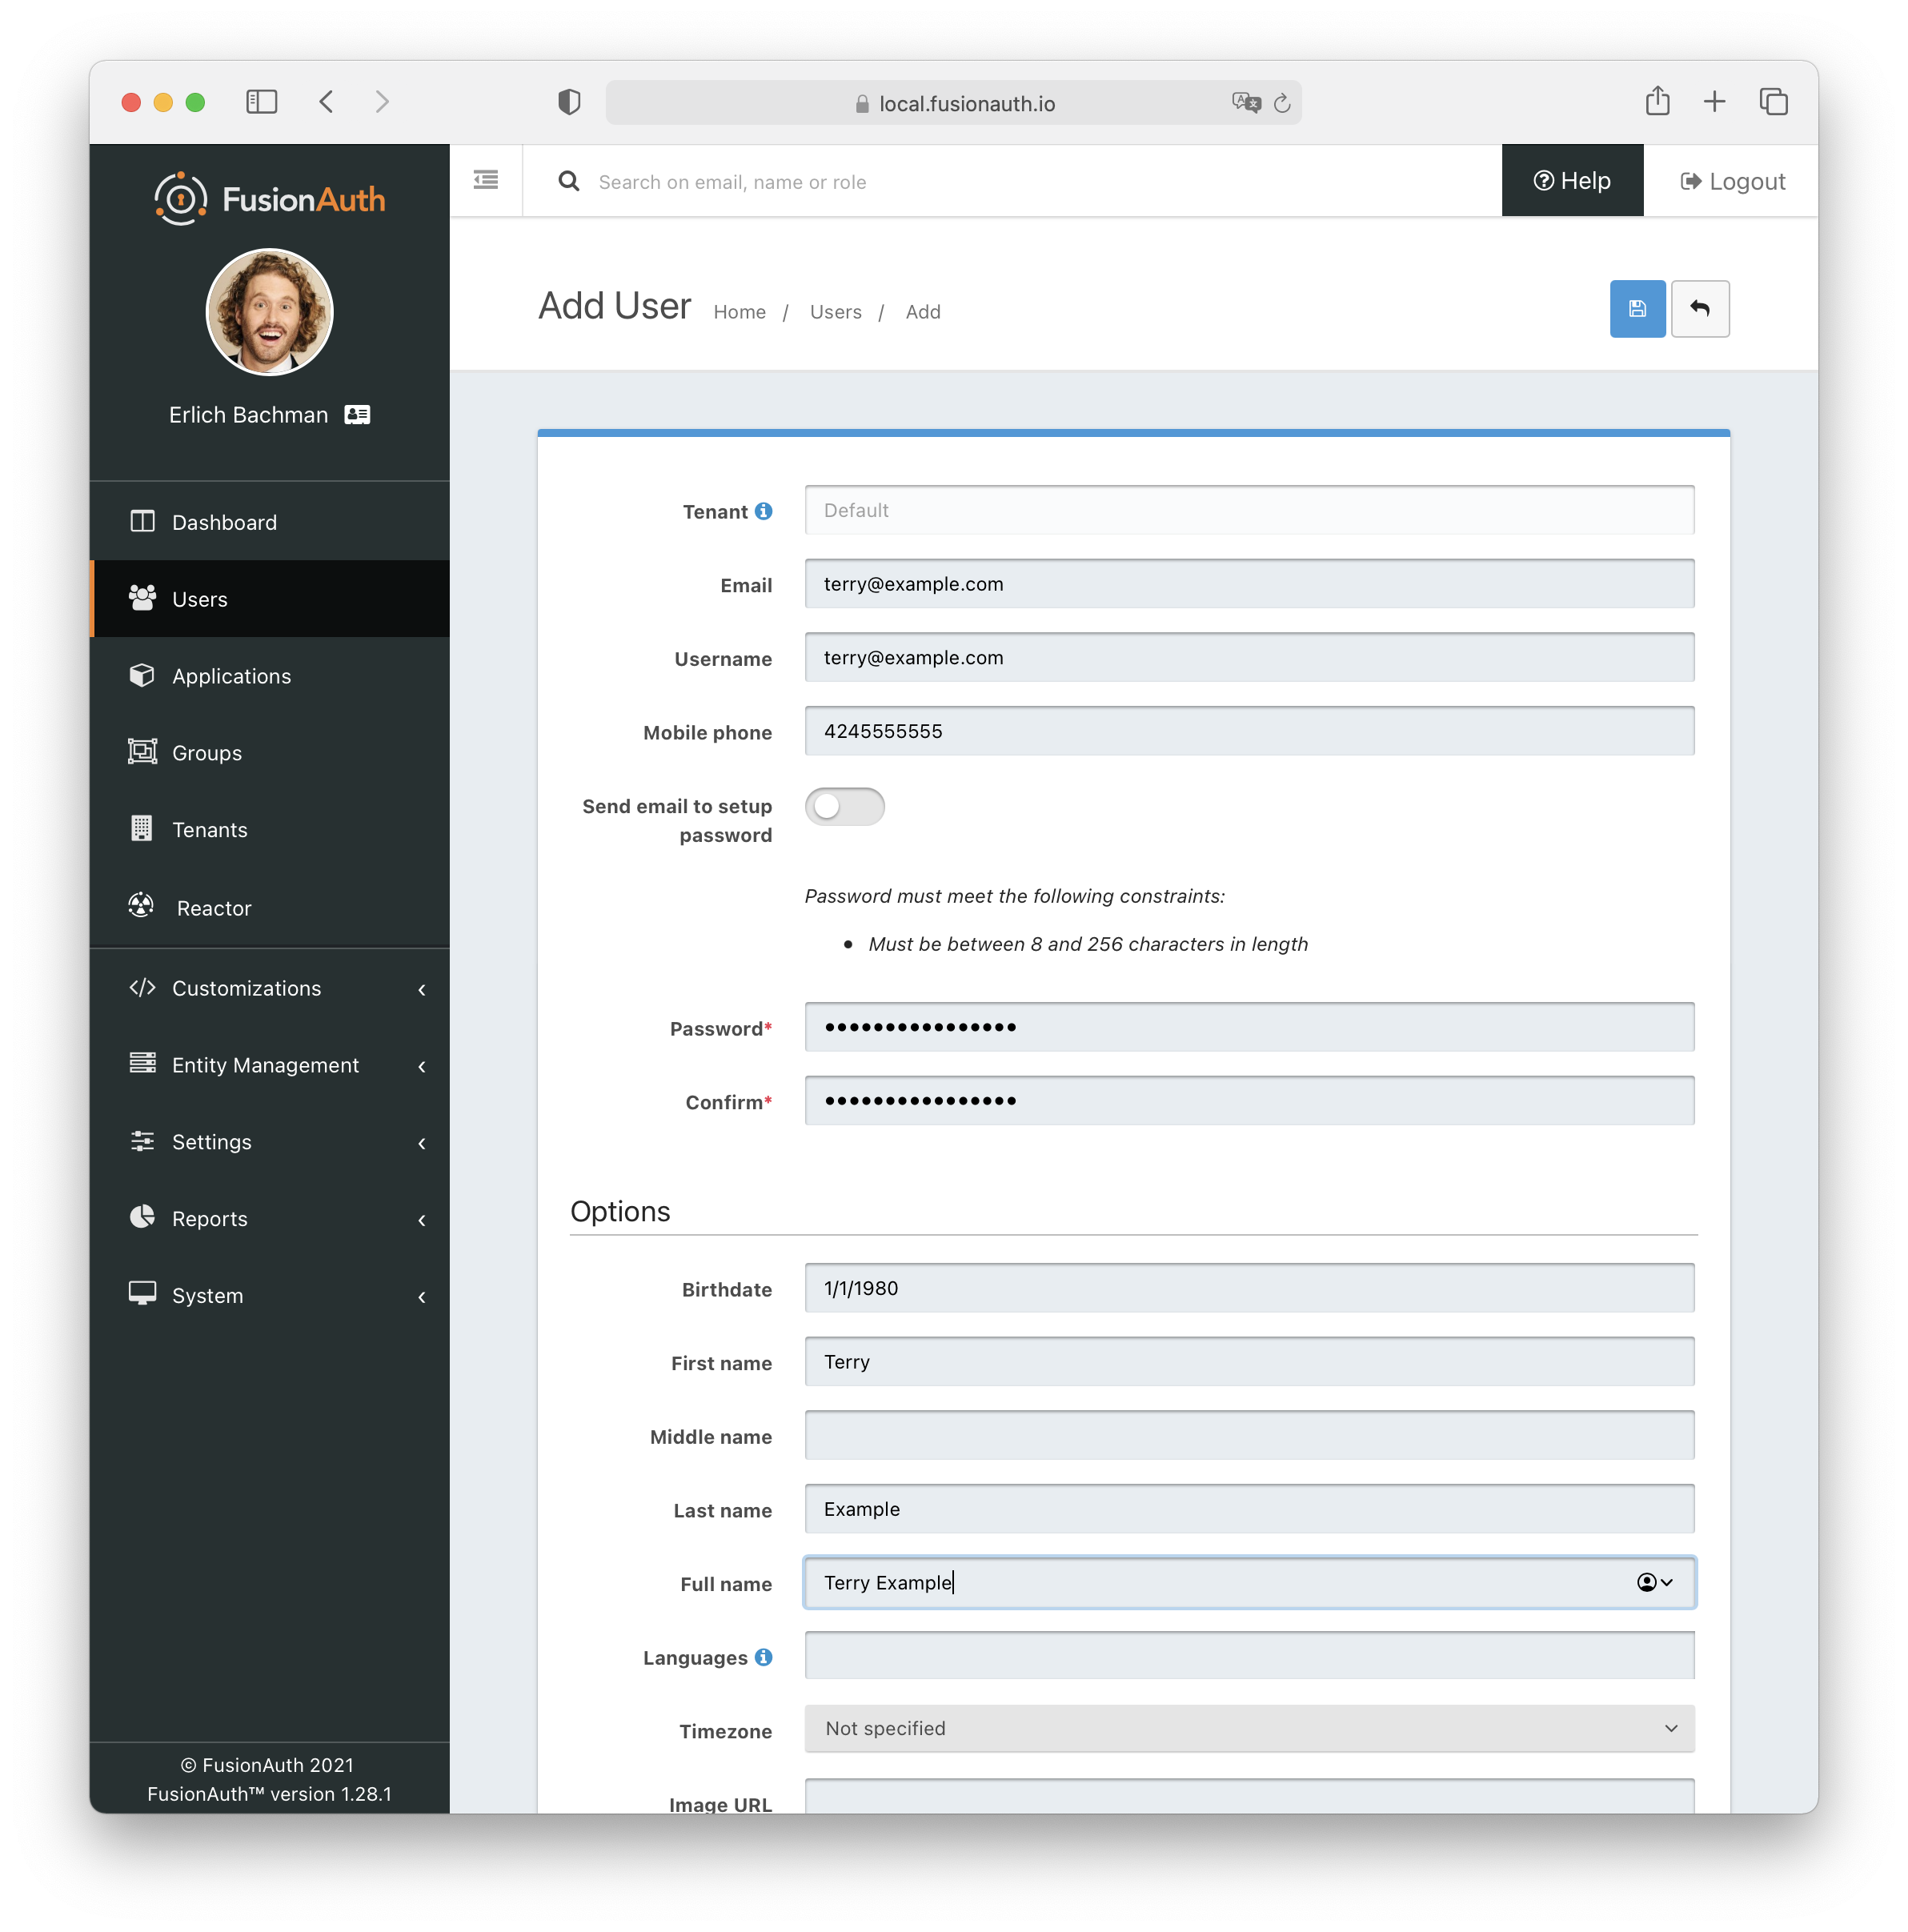 local.fusionauth.io
FusionAuth
Search on email, name or role
Help
Logout
Erlich Bachman
Dashboard
Users
Applications
Groups
Tenants
Reactor
Customizations
Entity Management
Settings
Reports
System
© FusionAuth 2021
FusionAuth™ version 1.28.1
Add User Home / Users / Add
Tenant Default
Email terry@example.com
Username terry@example.com
Mobile phone 4245555555
Send email to setup
password
Password must meet the following constraints:
• Must be between 8 and 256 characters in length
Password* ••••••••••••••••
Confirm* ••••••••••••••••
Options
Birthdate 1/1/1980
First name Terry
Middle name
Last name Example
Full name Terry Example
Languages
Timezone Not specified
Image URL